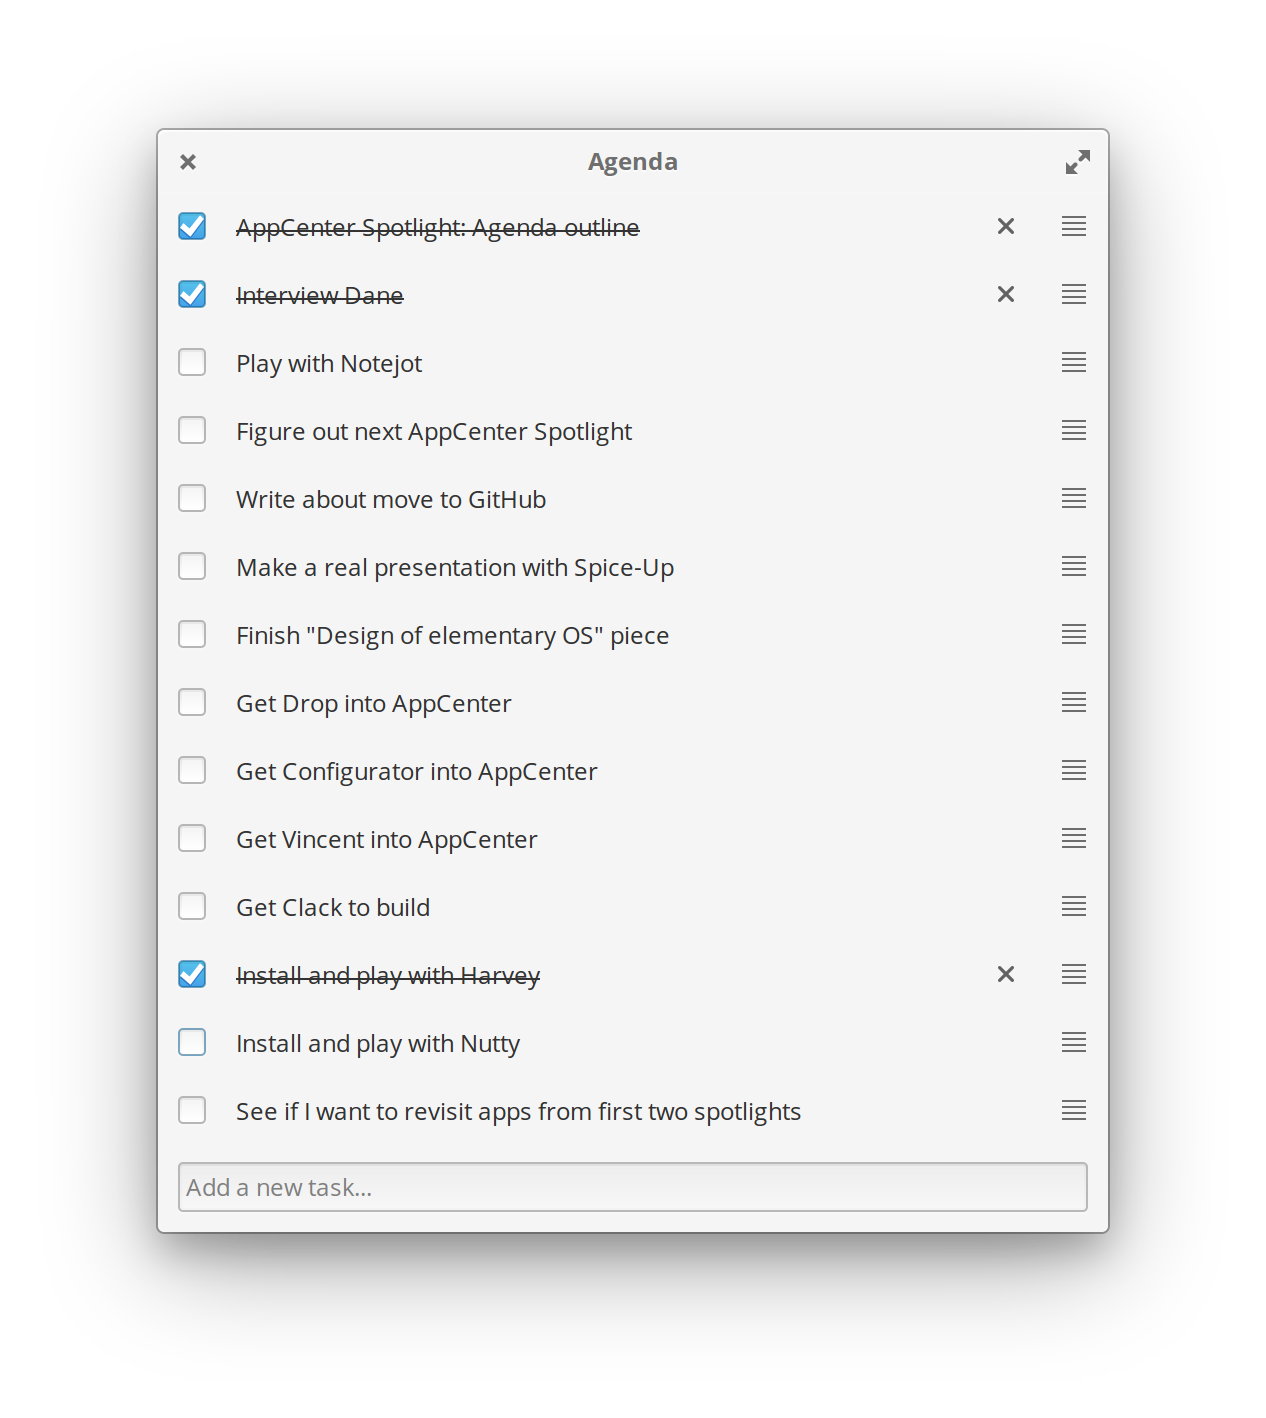 Agenda
AppCenter Spotlight: Agenda outline
Interview Dane
Play with Notejot
Figure out next AppCenter Spotlight
Write about move to GitHub
Make a real presentation with Spice-Up
Finish "Design of elementary OS" piece
Get Drop into AppCenter
Get Configurator into AppCenter
Get Vincent into AppCenter
Get Clack to build
Install and play with Harvey
Install and play with Nutty
See if I want to revisit apps from first two spotlights
Add a new task…